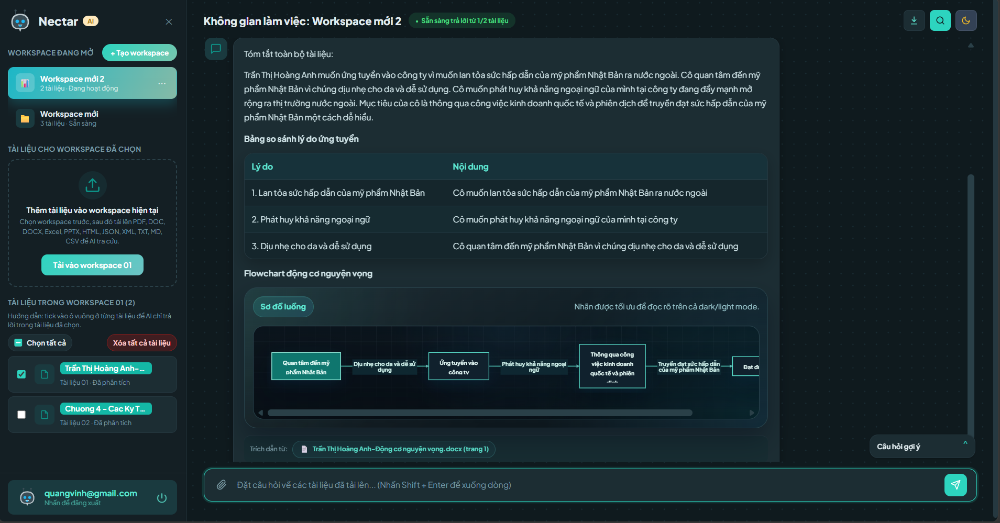 Nectar AI
WORKSPACE ĐANG MỞ
+ Tạo workspace
Workspace mới 2
2 tài liệu · Đang hoạt động
...
Workspace mới
3 tài liệu · Sẵn sàng
TÀI LIỆU CHO WORKSPACE ĐÃ CHỌN
Thêm tài liệu vào workspace hiện tại
Chọn workspace trước, sau đó tải lên PDF, DOC,
DOCX, Excel, PPTX, HTML, JSON, XML, TXT, MD,
CSV để AI tra cứu.
Tải vào workspace 01
TÀI LIỆU TRONG WORKSPACE 01 (2)
Hướng dẫn: tick vào ô vuông ở từng tài liệu để AI chỉ trả
lời trong tài liệu đã chọn.
Chọn tất cả
Xóa tất cả tài liệu
Trần Thị Hoàng Anh-...
Tài liệu 01 · Đã phân tích
Chuong 4 - Cac Ky T...
Tài liệu 02 · Đã phân tích
quangvinh@gmail.com
Nhấn để đăng xuất
Không gian làm việc: Workspace mới 2
• Sẵn sàng trả lời từ 1/2 tài liệu
Tóm tắt toàn bộ tài liệu:
Trần Thị Hoàng Anh muốn ứng tuyển vào công ty vì muốn lan tỏa sức hấp dẫn của mỹ phẩm Nhật Bản ra nước ngoài. Cô quan tâm đến mỹ
phẩm Nhật Bản vì chúng dịu nhẹ cho da và dễ sử dụng. Cô muốn phát huy khả năng ngoại ngữ của mình tại công ty đang đẩy mạnh mở
rộng ra thị trường nước ngoài. Mục tiêu của cô là thông qua công việc kinh doanh quốc tế và phiên dịch để truyền đạt sức hấp dẫn của mỹ
phẩm Nhật Bản một cách dễ hiểu.
Bảng so sánh lý do ứng tuyển
Lý do
Nội dung
1. Lan tỏa sức hấp dẫn của mỹ phẩm Nhật Bản
Cô muốn lan tỏa sức hấp dẫn của mỹ phẩm Nhật Bản ra nước ngoài
2. Phát huy khả năng ngoại ngữ
Cô muốn phát huy khả năng ngoại ngữ của mình tại công ty
3. Dịu nhẹ cho da và dễ sử dụng
Cô quan tâm đến mỹ phẩm Nhật Bản vì chúng dịu nhẹ cho da và dễ sử dụng
Flowchart động cơ nguyện vọng
Sơ đồ luồng
Nhãn được tối ưu để đọc rõ trên cả dark/light mode.
Quan tâm đến mỹ
phẩm Nhật Bản
Dịu nhẹ cho da và dễ sử
dụng
Ứng tuyển vào
công ty
Phát huy khả năng ngoại
ngữ
Thông qua công
việc kinh doanh
quốc tế và phiên
Truyền đạt sức hấp dẫn
của mỹ phẩm Nhật Bản
Đạt
Trích dẫn từ:
Trần Thị Hoàng Anh-Động cơ nguyện vọng.docx (trang 1)
Câu hỏi gợi ý
Đặt câu hỏi về các tài liệu đã tải lên... (Nhấn Shift + Enter để xuống dòng)